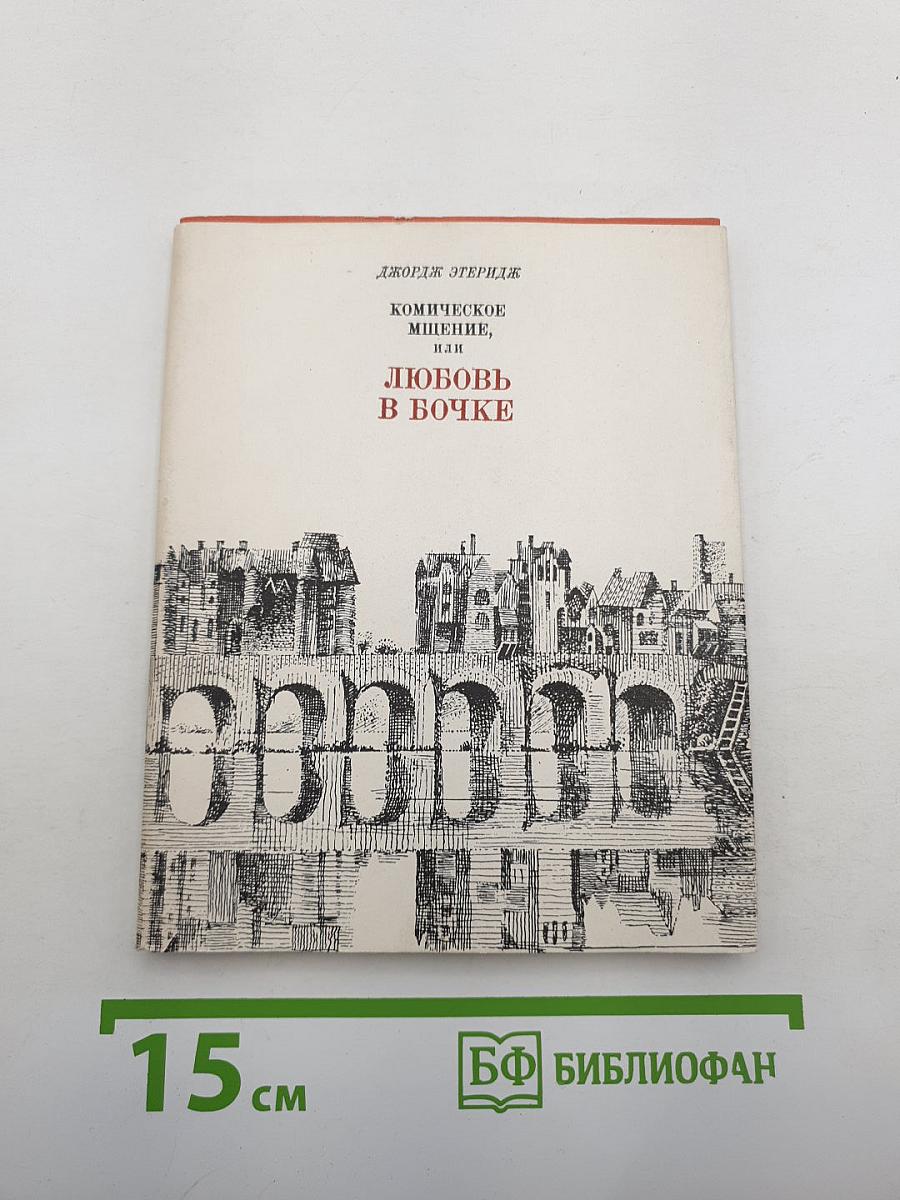 ДЖОРДЖ ЭТЕРИДЖ
КОМИЧЕСКОЕ
МЩЕНИЕ,
ИЛИ
ЛЮБОВЬ
В БОЧКЕ
15 см
БФ БИБЛИОФАН